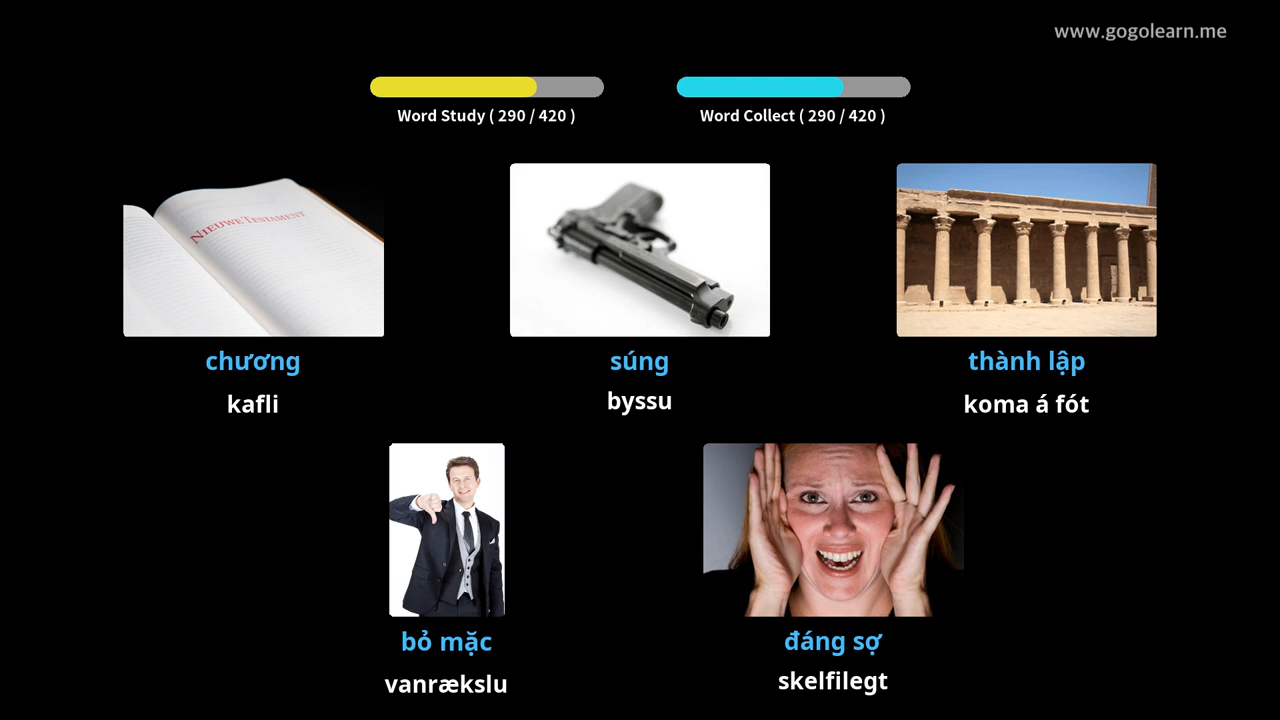 www.gogolearn.me
Word Study ( 290 / 420 )
Word Collect ( 290 / 420 )
NIEUWE TESTAMENT
chương
súng
thành lập
kafli
byssu
koma á fót
bỏ mặc
đáng sợ
vanrækslu
skelfilegt